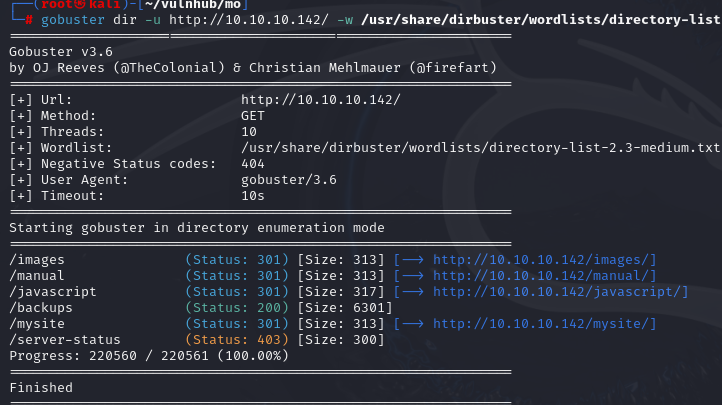 ┌──(root㉿kali)-[~/vulnhub/mo]
└─# gobuster dir -u http://10.10.10.142/ -w /usr/share/dirbuster/wordlists/directory-list
===============================================================
Gobuster v3.6
by OJ Reeves (@TheColonial) & Christian Mehlmauer (@firefart)
===============================================================
[+] Url: http://10.10.10.142/
[+] Method: GET
[+] Threads: 10
[+] Wordlist: /usr/share/dirbuster/wordlists/directory-list-2.3-medium.txt
[+] Negative Status codes: 404
[+] User Agent: gobuster/3.6
[+] Timeout: 10s
===============================================================
Starting gobuster in directory enumeration mode
===============================================================
/images (Status: 301) [Size: 313] [--> http://10.10.10.142/images/]
/manual (Status: 301) [Size: 313] [--> http://10.10.10.142/manual/]
/javascript (Status: 301) [Size: 317] [--> http://10.10.10.142/javascript/]
/backups (Status: 200) [Size: 6301]
/mysite (Status: 301) [Size: 313] [--> http://10.10.10.142/mysite/]
/server-status (Status: 403) [Size: 300]
Progress: 220560 / 220561 (100.00%)
===============================================================
Finished
===============================================================